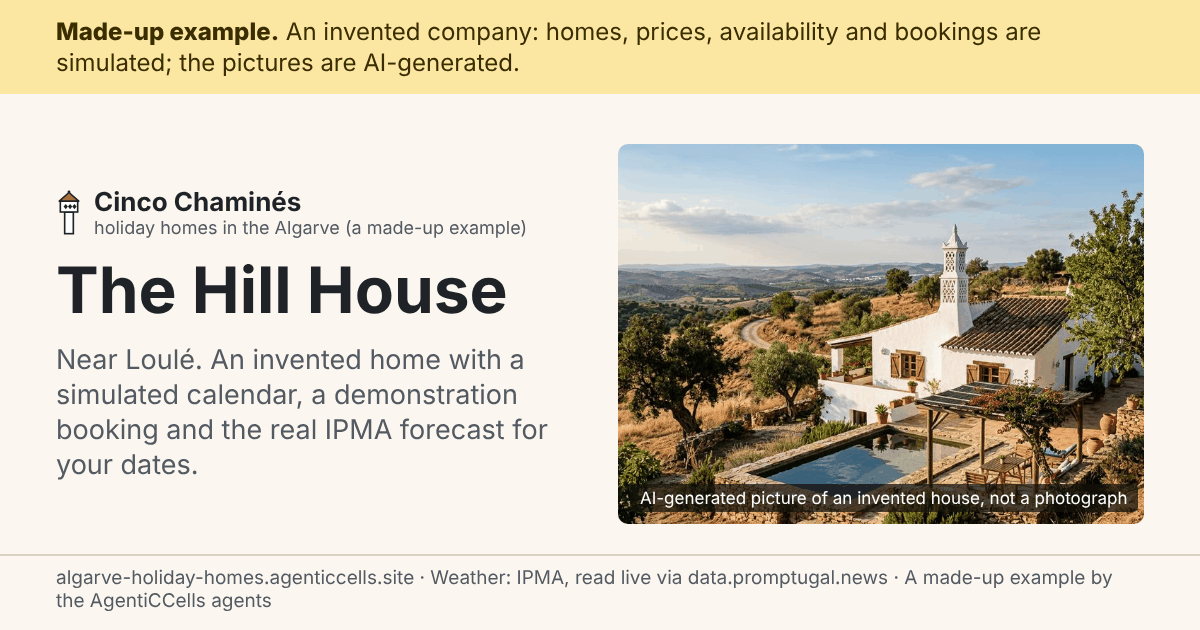 Made-up example. An invented company: homes, prices, availability and bookings are
simulated; the pictures are AI-generated.
Cinco Chaminés
holiday homes in the Algarve (a made-up example)
The Hill House
Near Loulé. An invented home with a
simulated calendar, a demonstration
booking and the real IPMA forecast for
your dates.
AI-generated picture of an invented house, not a photograph
algarve-holiday-homes.agenticcells.site · Weather: IPMA, read live via data.promptugal.news · A made-up example by
the AgentiCCells agents